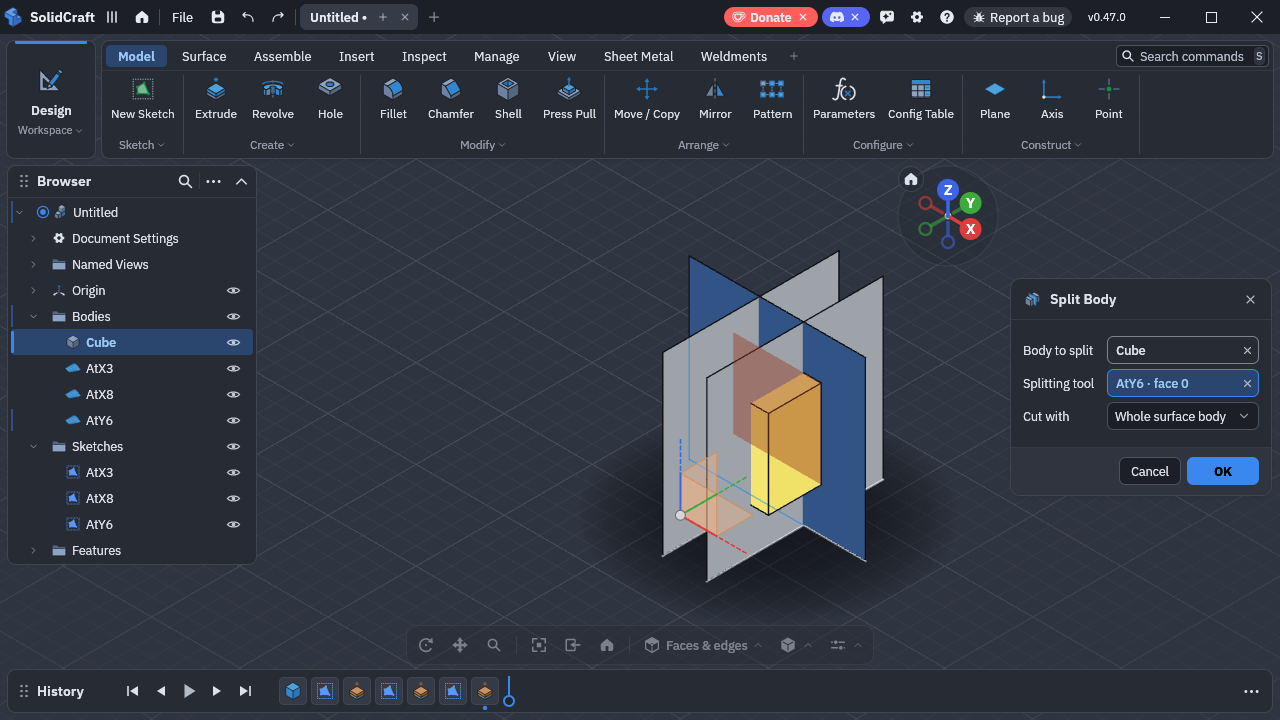 SolidCraft
File
Untitled •
Donate
Report a bug
v0.47.0
Design
Workspace
Model
Surface
Assemble
Insert
Inspect
Manage
View
Sheet Metal
Weldments
Search commands
S
New Sketch
Extrude
Revolve
Hole
Fillet
Chamfer
Shell
Press Pull
Move / Copy
Mirror
Pattern
Parameters
Config Table
Plane
Axis
Point
Sketch
Create
Modify
Arrange
Configure
Construct
Browser
Untitled
Document Settings
Named Views
Origin
Bodies
Cube
AtX3
AtX8
AtY6
Sketches
AtX3
AtX8
AtY6
Features
Z
Y
X
Split Body
Body to split
Cube
Splitting tool
AtY6 · face 0
Cut with
Whole surface body
Cancel
OK
Faces & edges
History